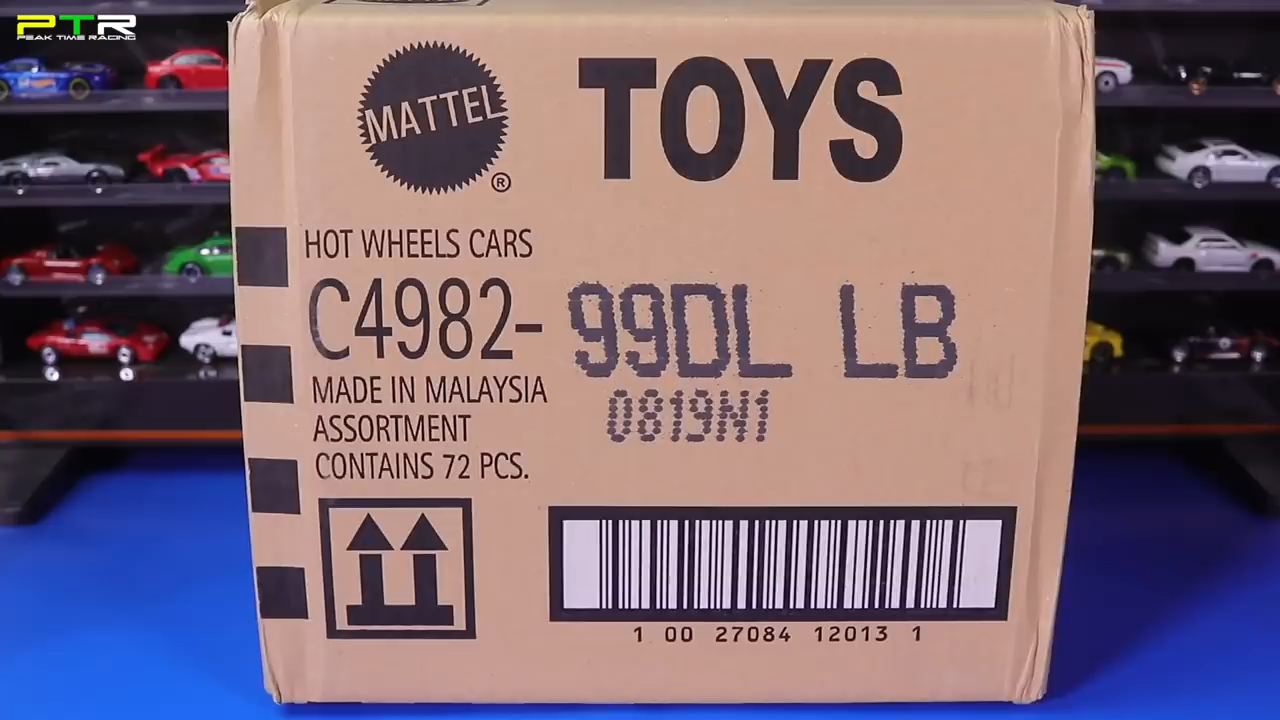 PTR
PEAK TIME RACING
MATTEL
®
TOYS
HOT WHEELS CARS
C4982-
99DL LB
0819N1
MADE IN MALAYSIA
ASSORTMENT
CONTAINS 72 PCS.
1 00 27084 12013 1